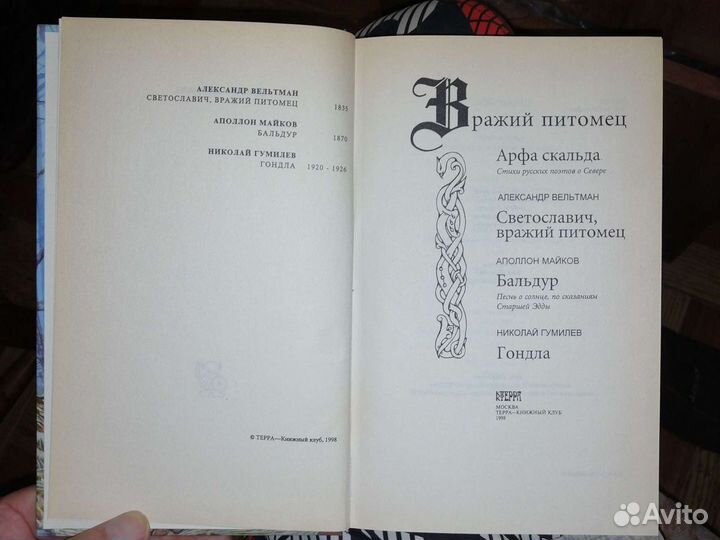 АЛЕКСАНДР ВЕЛЬТМАН
СВЕТОСЛАВИЧ, ВРАЖИЙ ПИТОМЕЦ 1835
АПОЛЛОН МАЙКОВ
БАЛЬДУР 1870
НИКОЛАЙ ГУМИЛЕВ
ГОНДЛА 1920 - 1926
© ТЕРРА—Книжный клуб, 1998
Вражий питомец
Арфа скальда
Стихи русских поэтов о Севере
АЛЕКСАНДР ВЕЛЬТМАН
Светославич,
вражий питомец
АПОЛЛОН МАЙКОВ
Бальдур
Песнь о солнце, по сказаниям
Старшей Эдды
НИКОЛАЙ ГУМИЛЕВ
Гондла
ТЕРРА
МОСКВА
ТЕРРА—КНИЖНЫЙ КЛУБ
1998
Avito